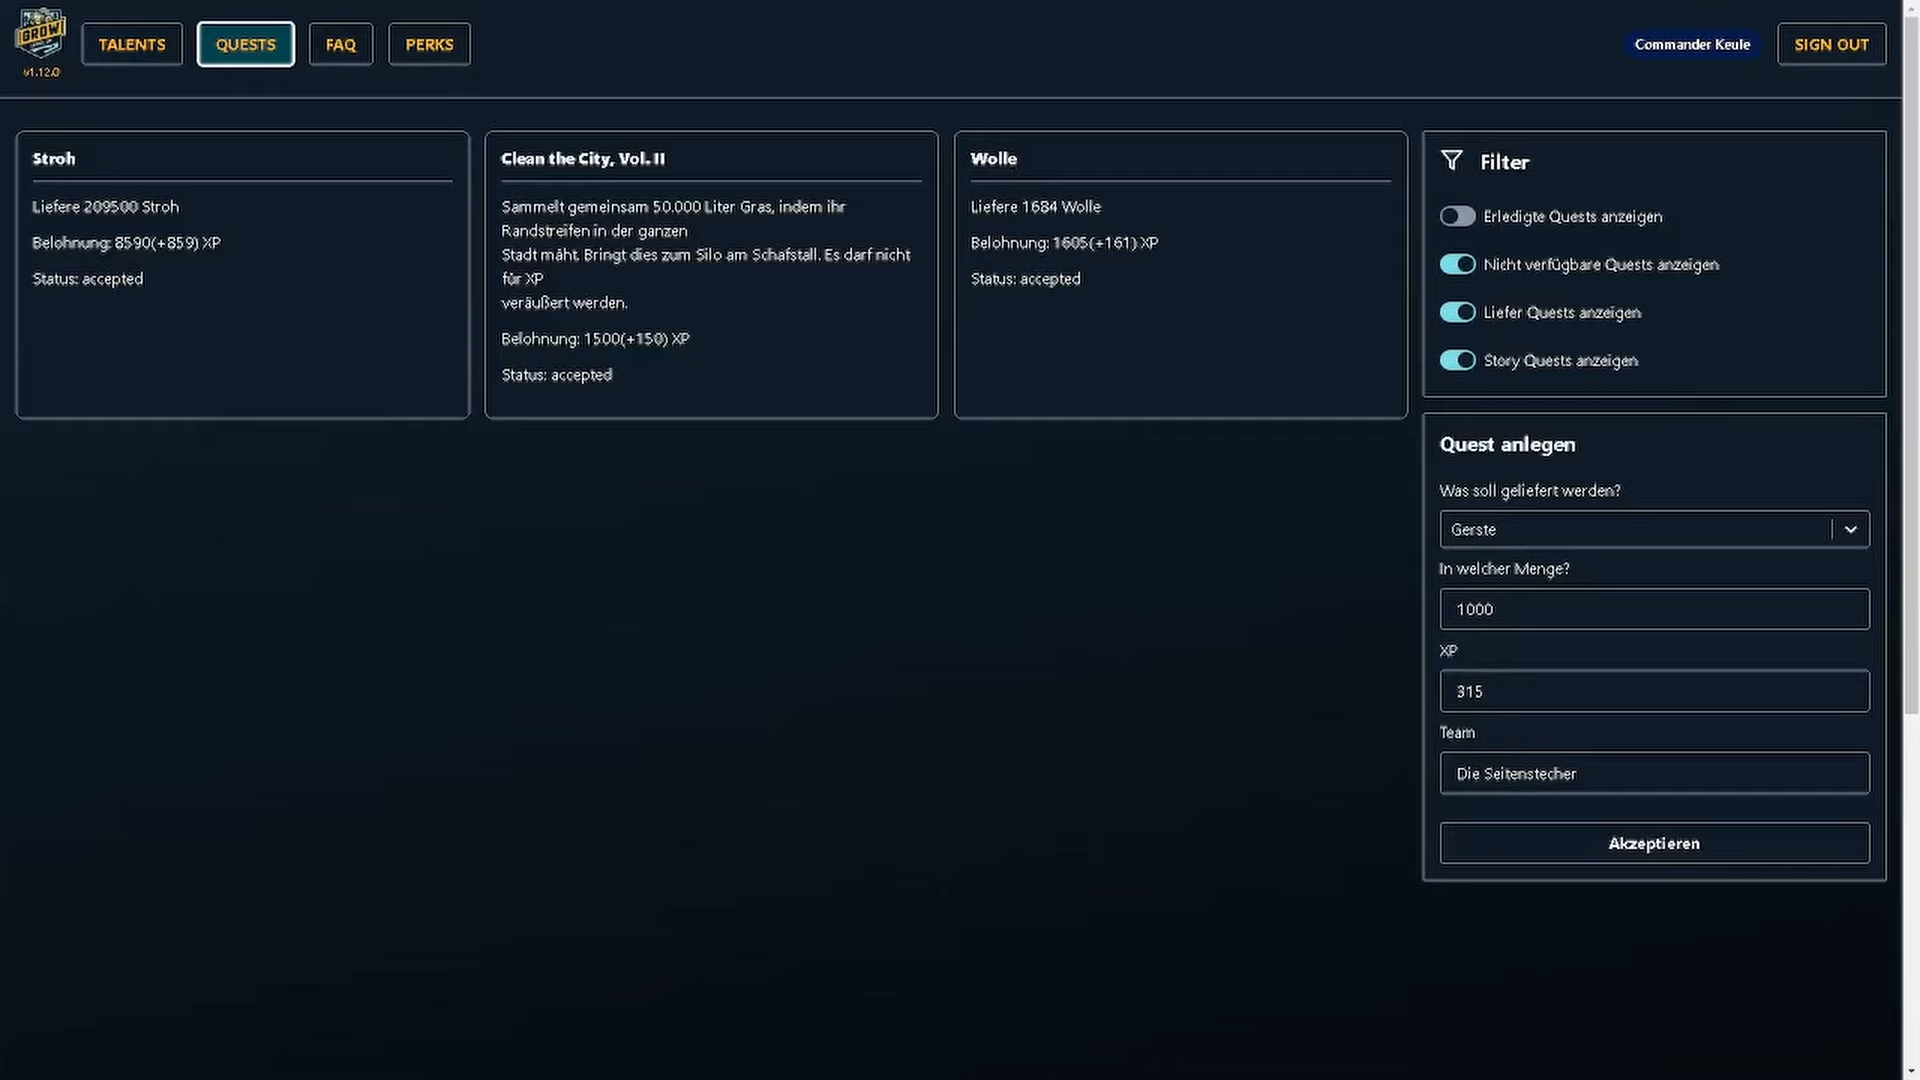 GROW
v1.12.0
TALENTS
QUESTS
FAQ
PERKS
Commander Keule
SIGN OUT
Stroh
Liefere 209500 Stroh
Belohnung: 8590(+859) XP
Status: accepted
Clean the City, Vol. II
Sammelt gemeinsam 50.000 Liter Gras, indem ihr
Randstreifen in der ganzen
Stadt mäht. Bringt dies zum Silo am Schafstall. Es darf nicht
für XP
veräußert werden.
Belohnung: 1500(+150) XP
Status: accepted
Wolle
Liefere 1684 Wolle
Belohnung: 1605(+161) XP
Status: accepted
Filter
Erledigte Quests anzeigen
Nicht verfügbare Quests anzeigen
Liefer Quests anzeigen
Story Quests anzeigen
Quest anlegen
Was soll geliefert werden?
Gerste
In welcher Menge?
1000
XP
315
Team
Die Seitenstecher
Akzeptieren